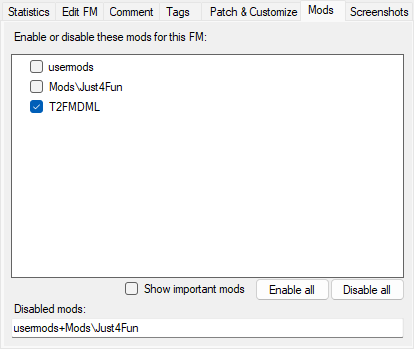 Statistics Edit FM Comment Tags Patch & Customize Mods Screenshots
Enable or disable these mods for this FM:
usermods
Mods\Just4Fun
T2FMDML
Show important mods Enable all Disable all
Disabled mods:
usermods+Mods\Just4Fun